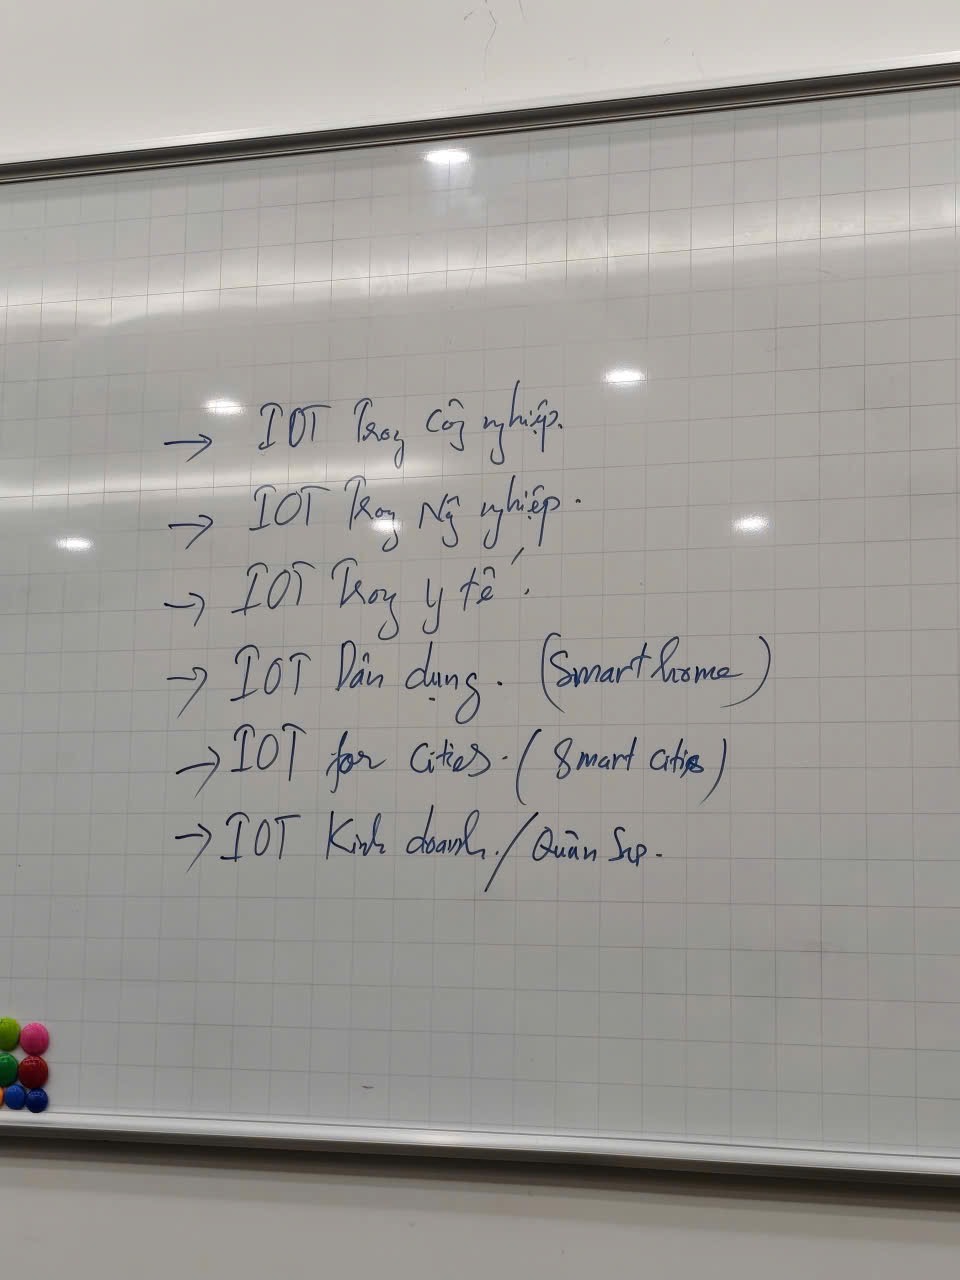 → IOT Trong Công nghiệp.
→ IOT Trong Nông nghiệp.
→ IOT Trong y tế.
→ IOT Dân dụng. (Smart home)
→ IOT for cities. (Smart cities)
→ IOT Kinh doanh. / Quân Sự.